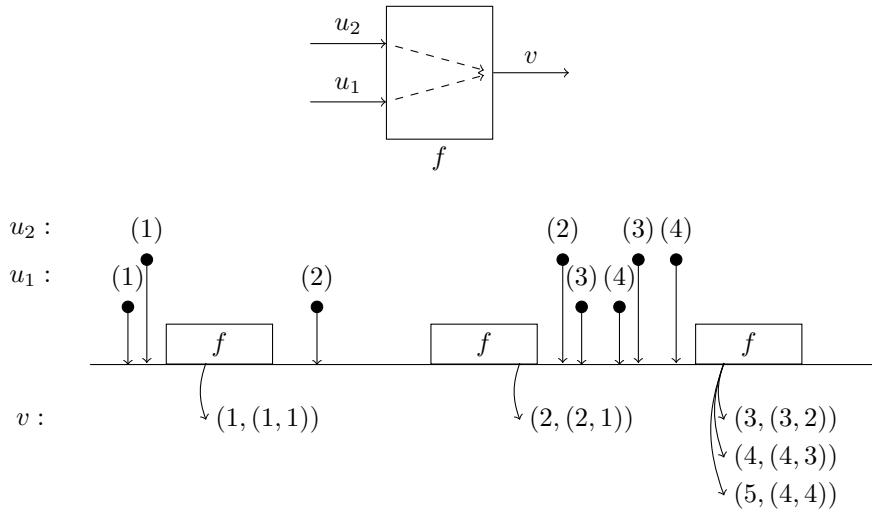 u₂
v
u₁
f
u₂ : (1) (2) (3) (4)
u₁ : (1) (2) (3) (4)
f f f
v : (1, (1, 1)) (2, (2, 1)) (3, (3, 2))
(4, (4, 3))
(5, (4, 4))